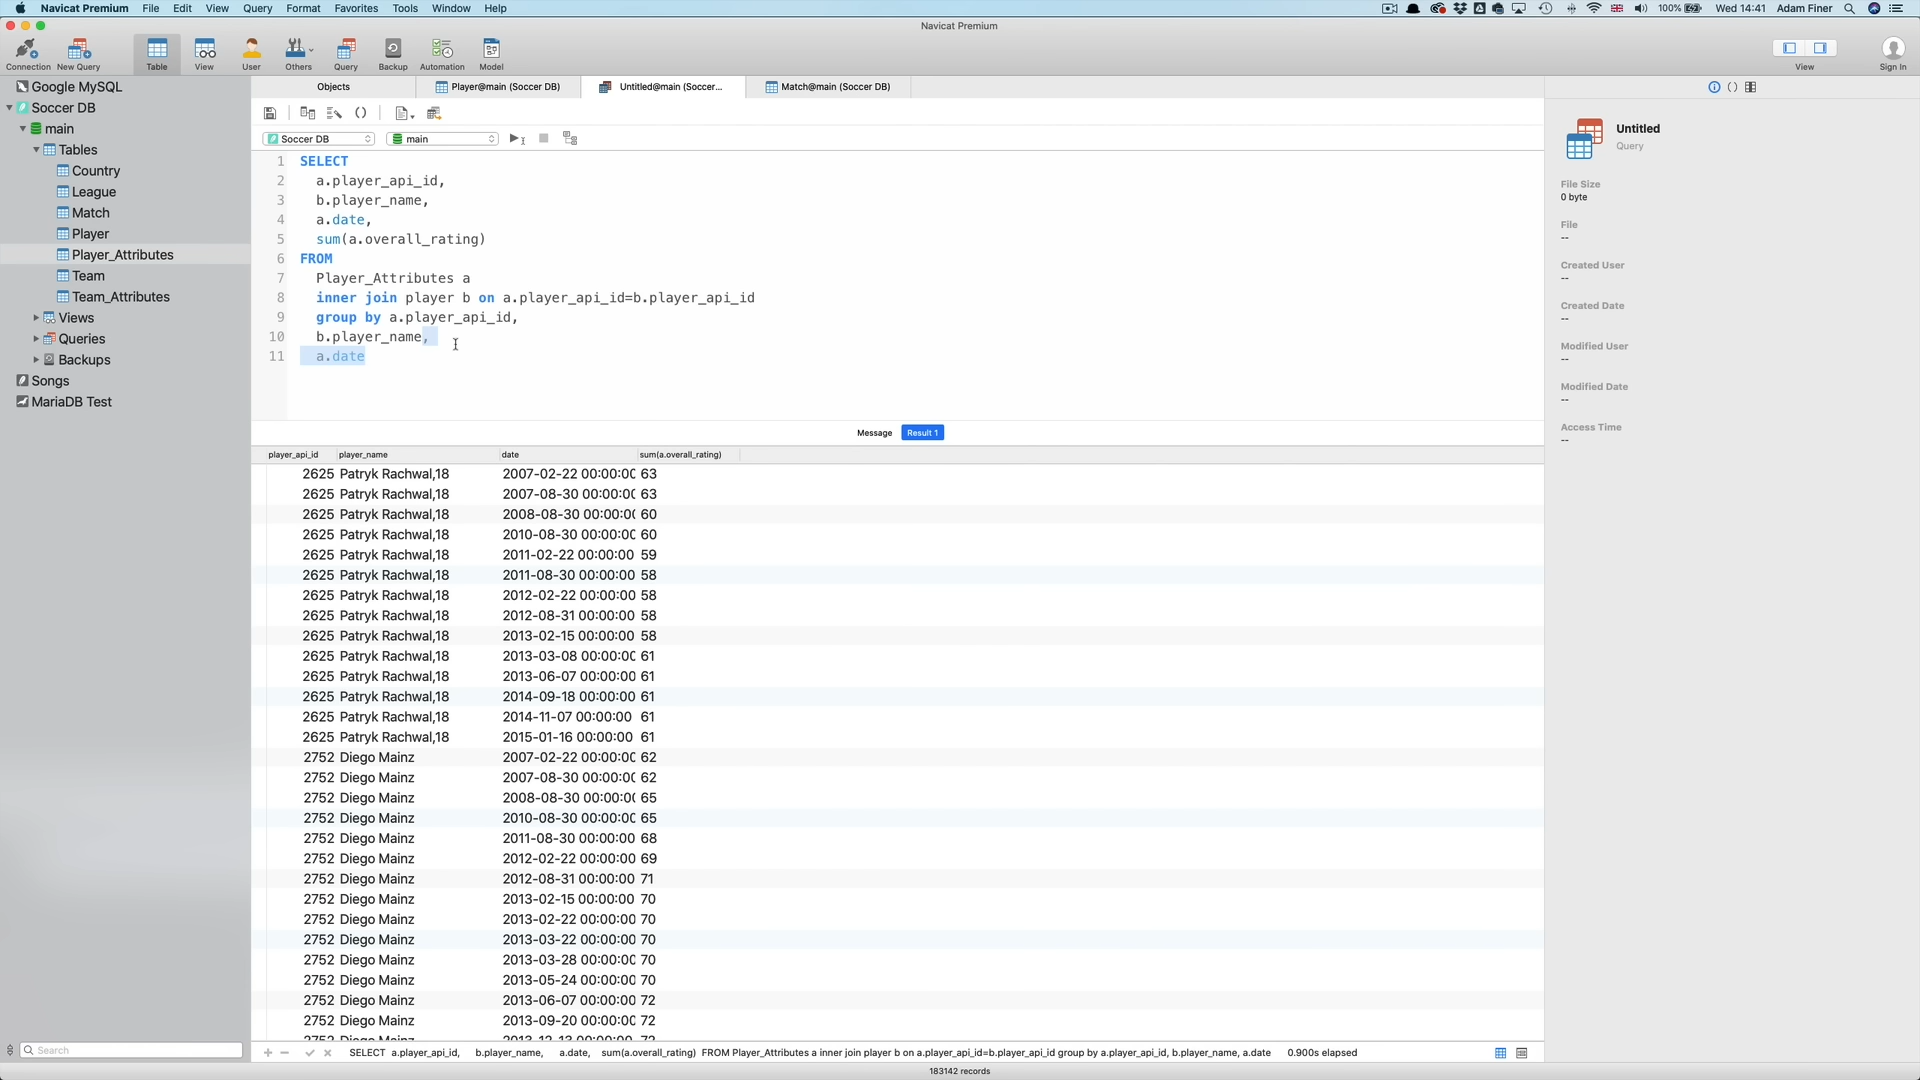 Navicat Premium File Edit View Query Format Favorites Tools Window Help 100% Wed 14:41 Adam Finer
Navicat Premium
Connection New Query Table View User Others Query Backup Automation Model View Sign In
Google MySQL
Soccer DB
main
Tables
Country
League
Match
Player
Player_Attributes
Team
Team_Attributes
Views
Queries
Backups
Songs
MariaDB Test
Search
Objects Player@main (Soccer DB) Untitled@main (Soccer... Match@main (Soccer DB)
Soccer DB main
1 SELECT
2 a.player_api_id,
3 b.player_name,
4 a.date,
5 sum(a.overall_rating)
6 FROM
7 Player_Attributes a
8 inner join player b on a.player_api_id=b.player_api_id
9 group by a.player_api_id,
10 b.player_name,
11 a.date
Message Result 1
player_api_id player_name date sum(a.overall_rating)
2625 Patryk Rachwal,18 2007-02-22 00:00:00 63
2625 Patryk Rachwal,18 2007-08-30 00:00:00 63
2625 Patryk Rachwal,18 2008-08-30 00:00:00 60
2625 Patryk Rachwal,18 2010-08-30 00:00:00 60
2625 Patryk Rachwal,18 2011-02-22 00:00:00 59
2625 Patryk Rachwal,18 2011-08-30 00:00:00 58
2625 Patryk Rachwal,18 2012-02-22 00:00:00 58
2625 Patryk Rachwal,18 2012-08-31 00:00:00 58
2625 Patryk Rachwal,18 2013-02-15 00:00:00 58
2625 Patryk Rachwal,18 2013-03-08 00:00:00 61
2625 Patryk Rachwal,18 2013-06-07 00:00:00 61
2625 Patryk Rachwal,18 2014-09-18 00:00:00 61
2625 Patryk Rachwal,18 2014-11-07 00:00:00 61
2625 Patryk Rachwal,18 2015-01-16 00:00:00 61
2752 Diego Mainz 2007-02-22 00:00:00 62
2752 Diego Mainz 2007-08-30 00:00:00 62
2752 Diego Mainz 2008-08-30 00:00:00 65
2752 Diego Mainz 2010-08-30 00:00:00 65
2752 Diego Mainz 2011-08-30 00:00:00 68
2752 Diego Mainz 2012-02-22 00:00:00 69
2752 Diego Mainz 2012-08-31 00:00:00 71
2752 Diego Mainz 2013-02-15 00:00:00 70
2752 Diego Mainz 2013-02-22 00:00:00 70
2752 Diego Mainz 2013-03-22 00:00:00 70
2752 Diego Mainz 2013-03-28 00:00:00 70
2752 Diego Mainz 2013-05-24 00:00:00 70
2752 Diego Mainz 2013-06-07 00:00:00 72
2752 Diego Mainz 2013-09-20 00:00:00 72
SELECT a.player_api_id, b.player_name, a.date, sum(a.overall_rating) FROM Player_Attributes a inner join player b on a.player_api_id=b.player_api_id group by a.player_api_id, b.player_name, a.date 0.900s elapsed
183142 records
Untitled
Query
File Size
0 byte
File
--
Created User
--
Created Date
--
Modified User
--
Modified Date
--
Access Time
--